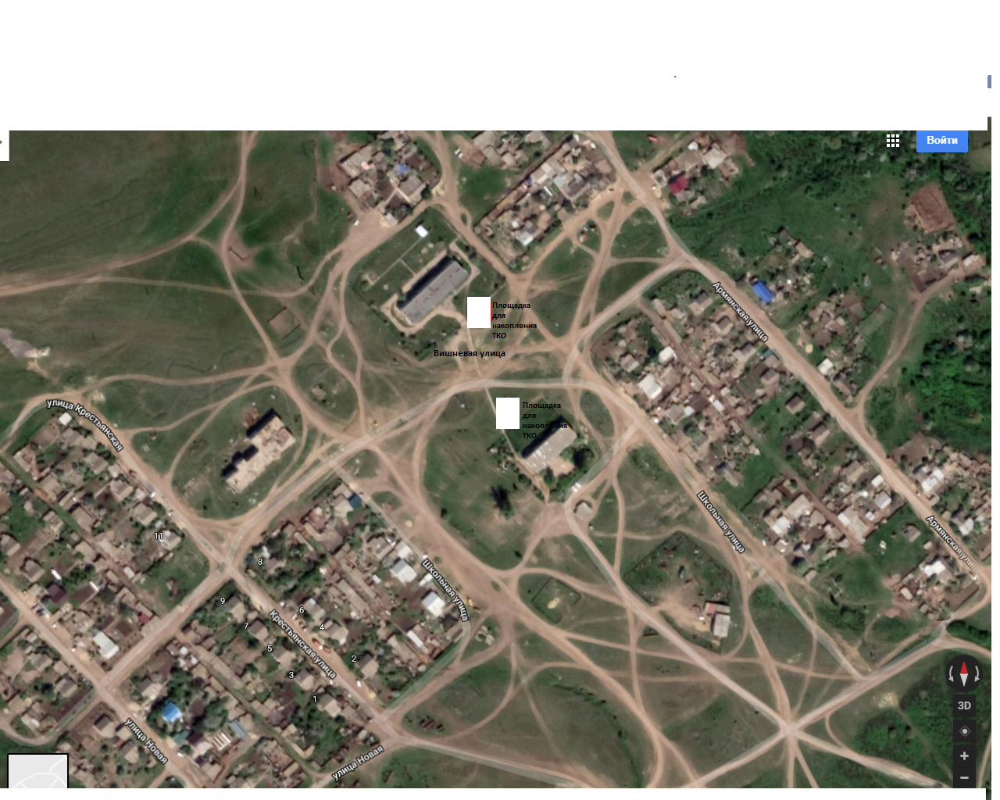 Войти
Армянская улица
Площадка
для
накопления
ТКО
Вишневая улица
улица Крестьянская
Площадка
для
накопления
ТКО
Школьная улица
Армянская улиц
11
8
Школьная улица
9
6
7
4
Крестьянская улица
5
2
3
1
3D
улица Новая
улица Новая